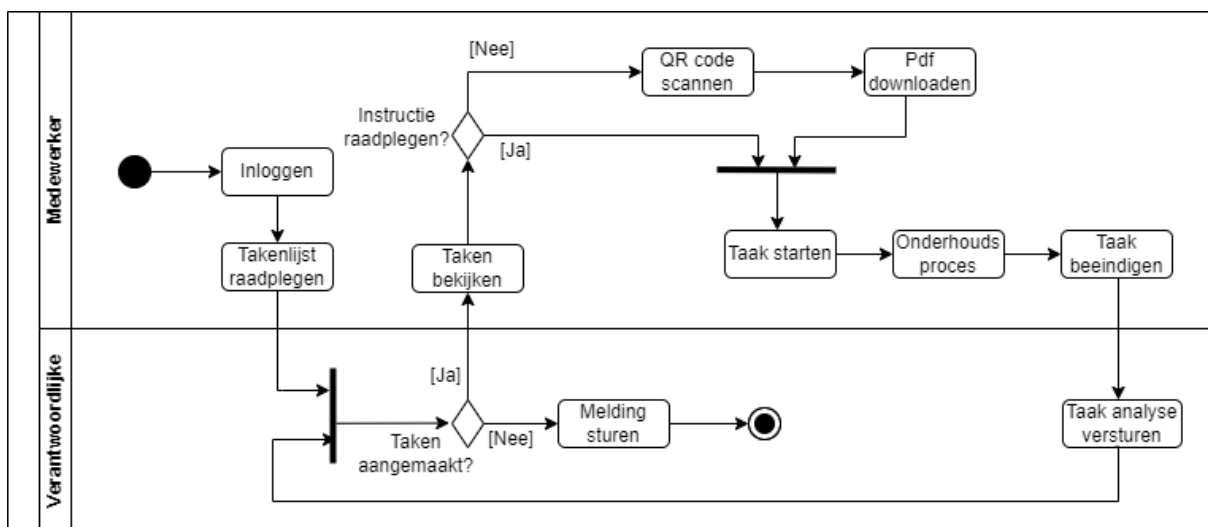 Medewerker
Verantwoordlijke
[Nee]
QR code
scannen
Pdf
downloaden
Instructie
raadplegen?
[Ja]
Inloggen
Takenlijst
raadplegen
Taken
bekijken
Taak starten
Onderhouds
proces
Taak
beeindigen
[Ja]
Taken
aangemaakt?
[Nee]
Melding
sturen
Taak analyse
versturen